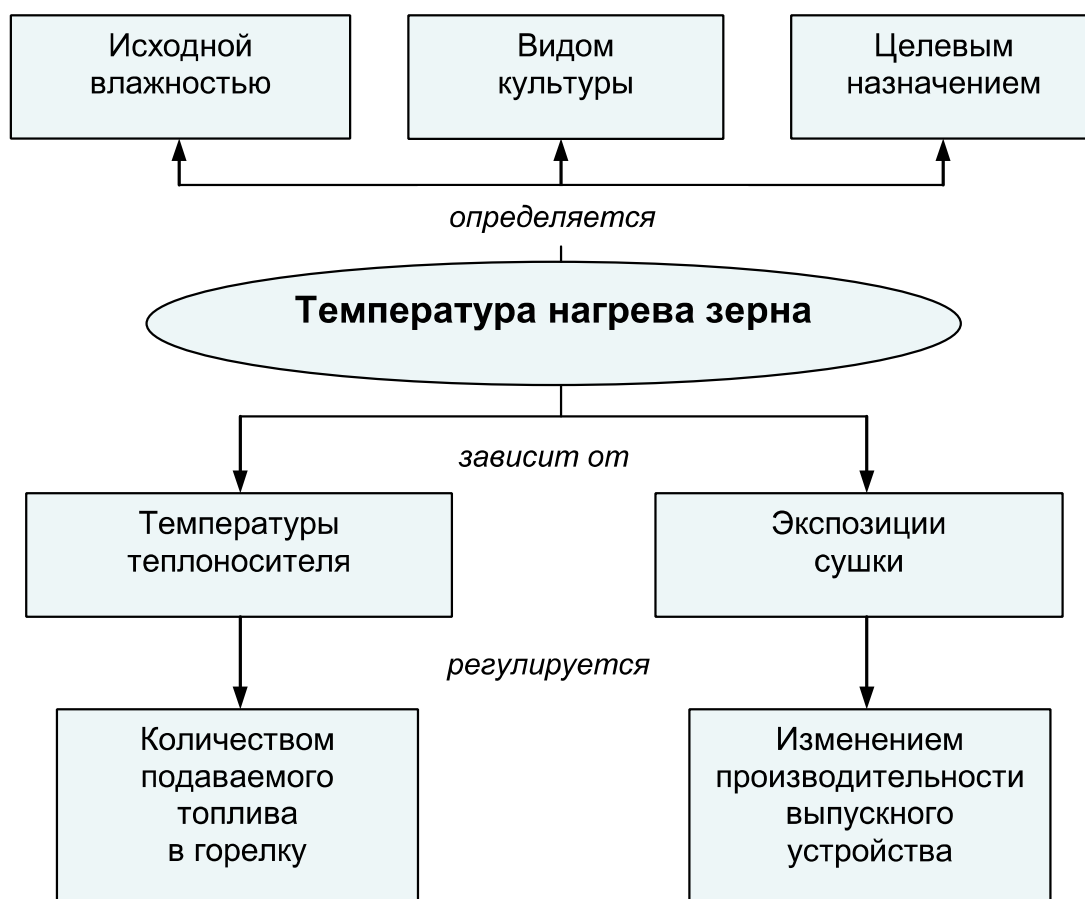 Исходной
влажностью
Видом
культуры
Целевым
назначением
определяется
Температура нагрева зерна
зависит от
Температуры
теплоносителя
Экспозиции
сушки
регулируется
Количеством
подаваемого
топлива
в горелку
Изменением
производительности
выпускного
устройства